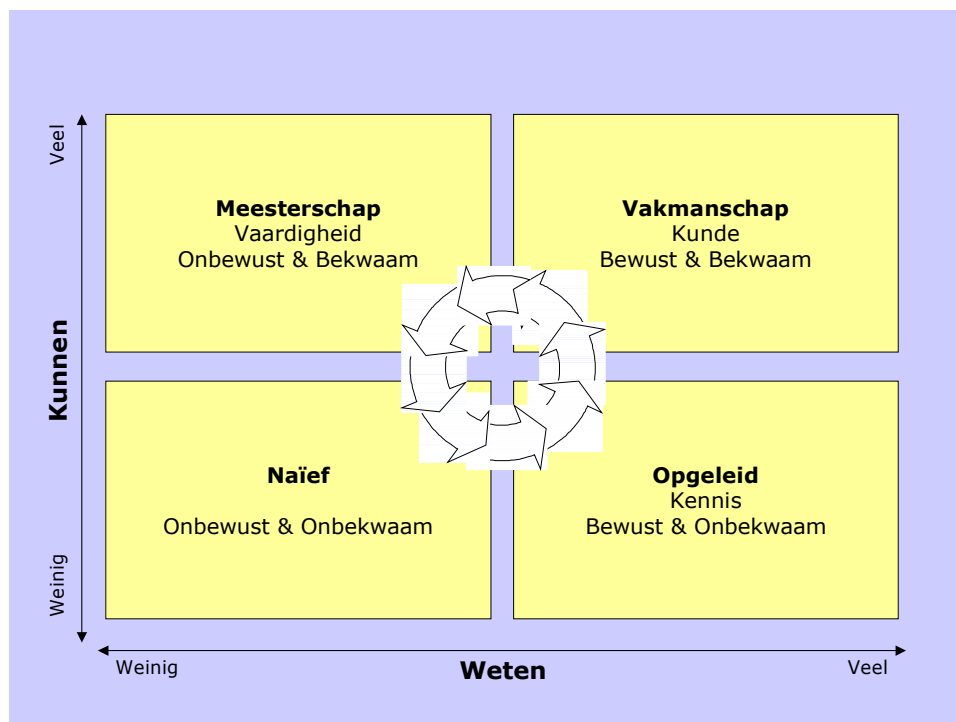 Veel
Kunnen
Weinig
Meesterschap
Vaardigheid
Onbewust & Bekwaam
Vakmanschap
Kunde
Bewust & Bekwaam
Naïef
Onbewust & Onbekwaam
Opgeleid
Kennis
Bewust & Onbekwaam
Weinig
Weten
Veel